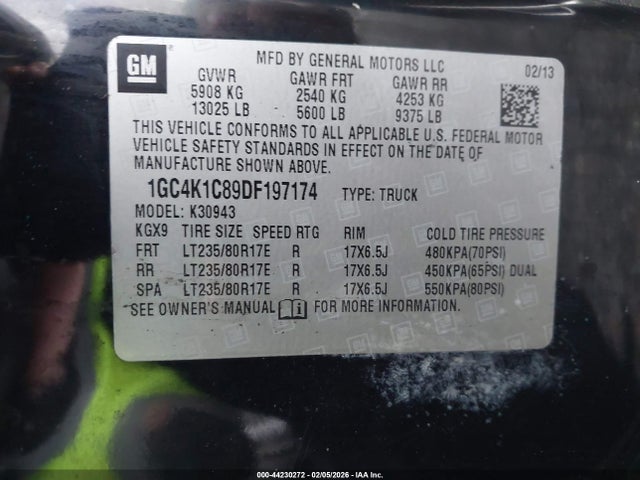 GM
MFD BY GENERAL MOTORS LLC
02/13
GVWR GAWR FRT GAWR RR
5908 KG 2540 KG 4253 KG
13025 LB 5600 LB 9375 LB
THIS VEHICLE CONFORMS TO ALL APPLICABLE U.S. FEDERAL MOTOR
VEHICLE SAFETY STANDARDS IN EFFECT ON THE DATE OF
MANUFACTURE SHOWN ABOVE.
1GC4K1C89DF197174 TYPE: TRUCK
MODEL: K30943
KGX9 TIRE SIZE SPEED RTG RIM COLD TIRE PRESSURE
FRT LT235/80R17E R 17X6.5J 480KPA(70PSI)
RR LT235/80R17E R 17X6.5J 450KPA(65PSI) DUAL
SPA LT235/80R17E R 17X6.5J 550KPA(80PSI)
SEE OWNER'S MANUAL FOR MORE INFORMATION.
000-44230272 — 02/05/2026 — IAA Inc.